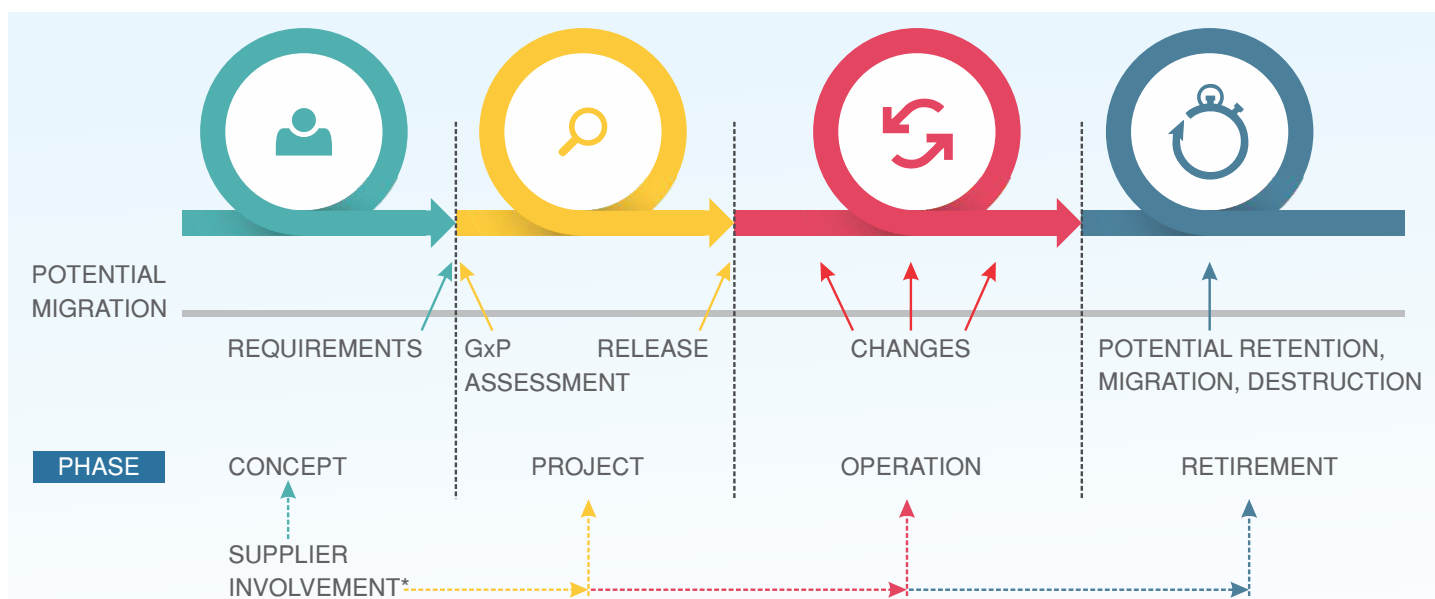 POTENTIAL
MIGRATION
REQUIREMENTS
GxP
ASSESSMENT
RELEASE
CHANGES
POTENTIAL RETENTION,
MIGRATION, DESTRUCTION
PHASE
CONCEPT
PROJECT
OPERATION
RETIREMENT
SUPPLIER
INVOLVEMENT*